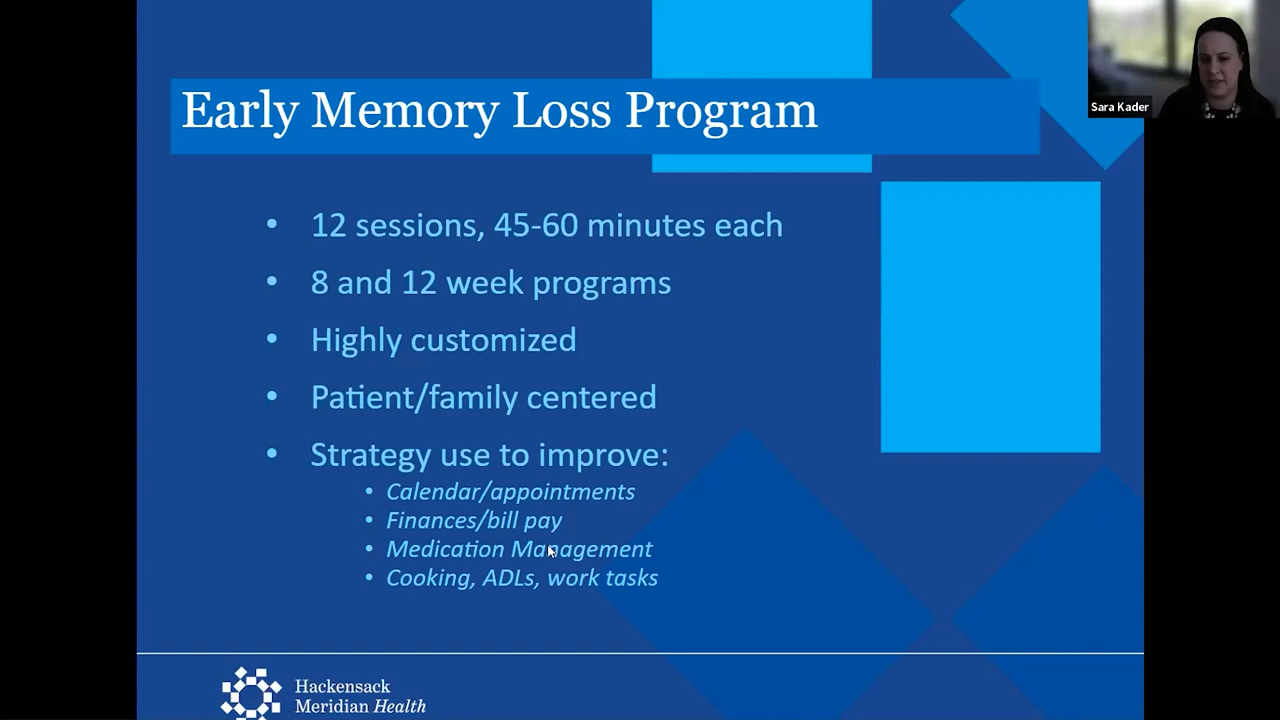 Early Memory Loss Program
Sara Kader
• 12 sessions, 45-60 minutes each
• 8 and 12 week programs
• Highly customized
• Patient/family centered
• Strategy use to improve:
• Calendar/appointments
• Finances/bill pay
• Medication Management
• Cooking, ADLs, work tasks
Hackensack
Meridian Health